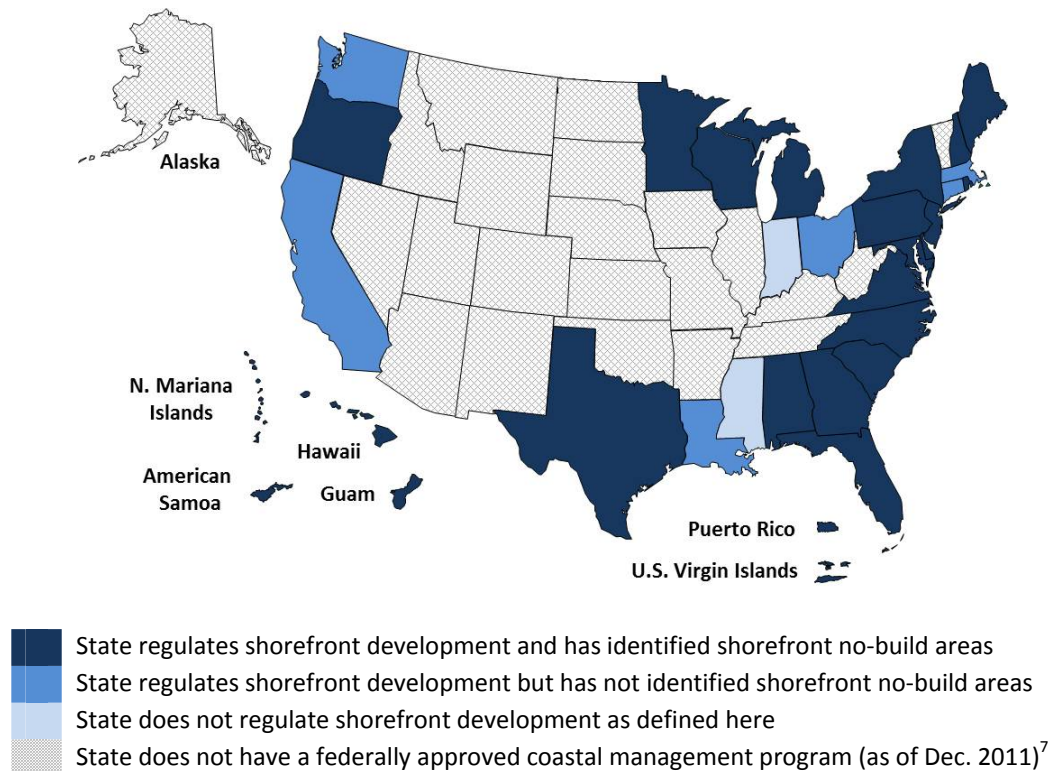 Alaska
N. Mariana
Islands
Hawaii
American
Samoa
Guam
Puerto Rico
U.S. Virgin Islands
State regulates shorefront development and has identified shorefront no-build areas
State regulates shorefront development but has not identified shorefront no-build areas
State does not regulate shorefront development as defined here
State does not have a federally approved coastal management program (as of Dec. 2011)7